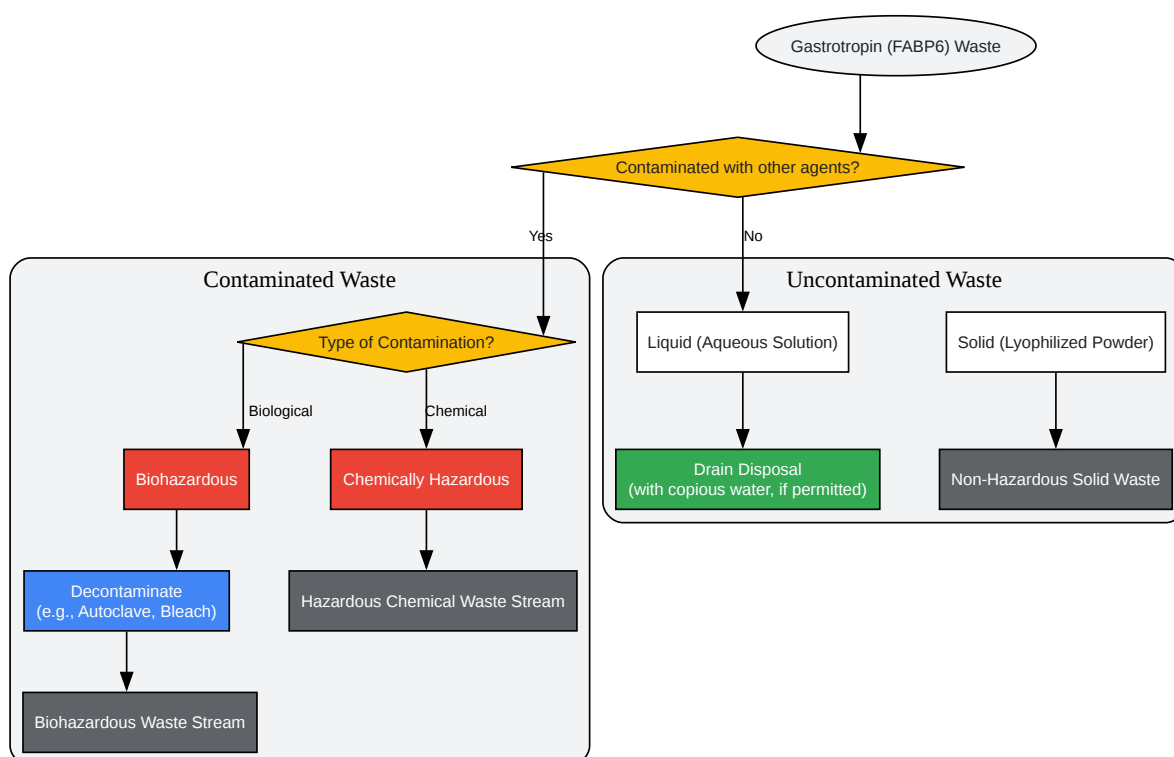 Gastrotropin (FABP6) Waste
Contaminated with other agents?
Yes
No
Contaminated Waste
Type of Contamination?
Biological
Chemical
Biohazardous
Chemically Hazardous
Decontaminate
(e.g., Autoclave, Bleach)
Hazardous Chemical Waste Stream
Biohazardous Waste Stream
Uncontaminated Waste
Liquid (Aqueous Solution)
Solid (Lyophilized Powder)
Drain Disposal
(with copious water, if permitted)
Non-Hazardous Solid Waste